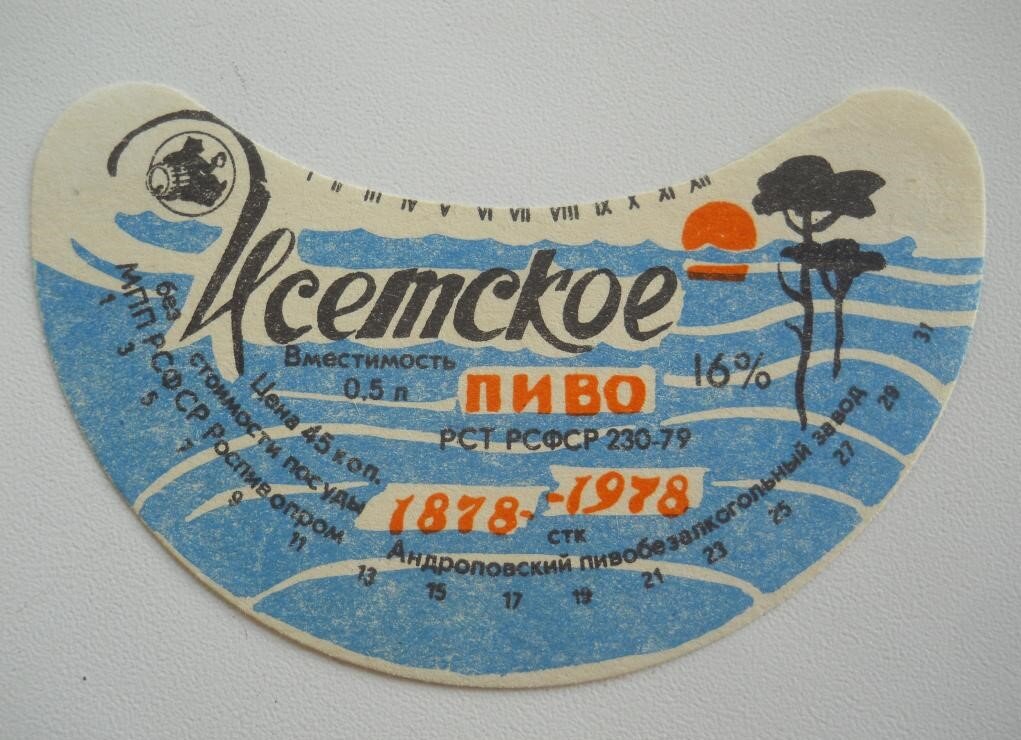 I II III IV V VI VII VIII IX X XI XII
Исетское
Вместимость
0.5 л
ПИВО
16%
РСТ РСФСР 230-79
Цена 45 коп.
без стоимости посуды
МПП РСФСР Роспивопром
1878- -1978
стк
Андроповский пивобезалкогольный завод
1 3 5 7 9 11 13 15 17 19 21 23 25 27 29 31